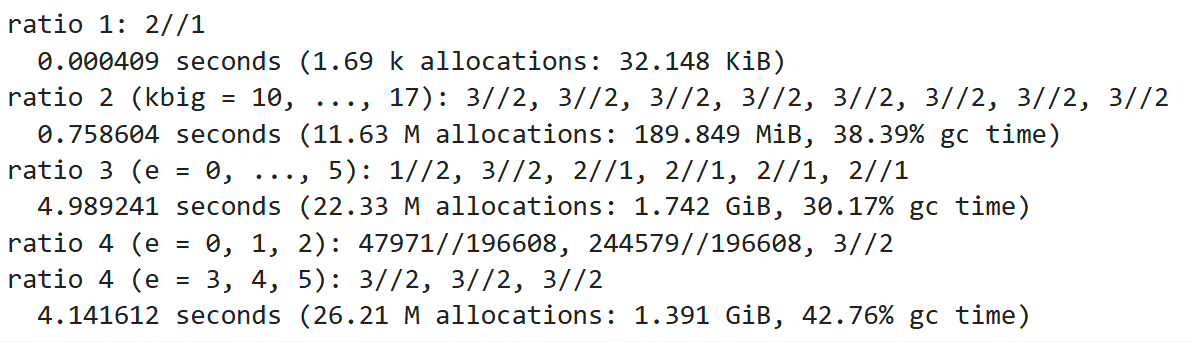 ratio 1: 2//1
  0.000409 seconds (1.69 k allocations: 32.148 KiB)
ratio 2 (kbig = 10, ..., 17): 3//2, 3//2, 3//2, 3//2, 3//2, 3//2, 3//2, 3//2
  0.758604 seconds (11.63 M allocations: 189.849 MiB, 38.39% gc time)
ratio 3 (e = 0, ..., 5): 1//2, 3//2, 2//1, 2//1, 2//1, 2//1
  4.989241 seconds (22.33 M allocations: 1.742 GiB, 30.17% gc time)
ratio 4 (e = 0, 1, 2): 47971//196608, 244579//196608, 3//2
ratio 4 (e = 3, 4, 5): 3//2, 3//2, 3//2
  4.141612 seconds (26.21 M allocations: 1.391 GiB, 42.76% gc time)